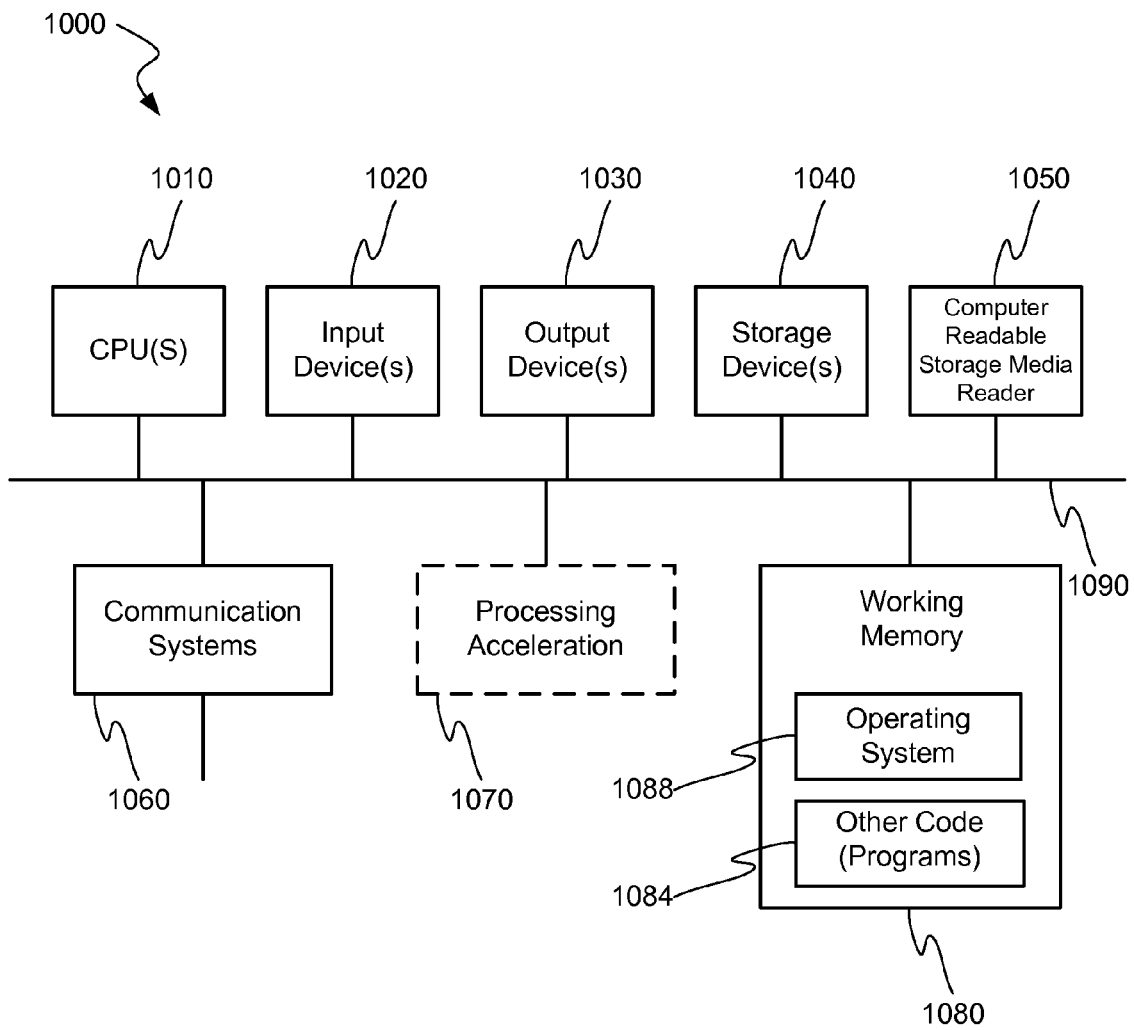 1000
1010
1020
1030
1040
1050
CPU(S)
Input
Device(s)
Output
Device(s)
Storage
Device(s)
Computer
Readable
Storage Media
Reader
1090
Communication
Systems
Processing
Acceleration
Working
Memory
Operating
System
1088
Other Code
(Programs)
1084
1060
1070
1080